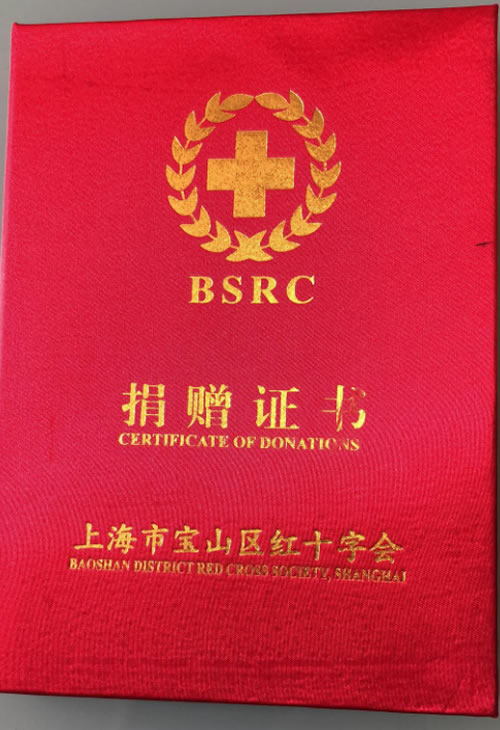 BSRC
捐赠证书
CERTIFICATE OF DONATIONS
上海市宝山区红十字会
BAOSHAN DISTRICT RED CROSS SOCIETY, SHANGHAI